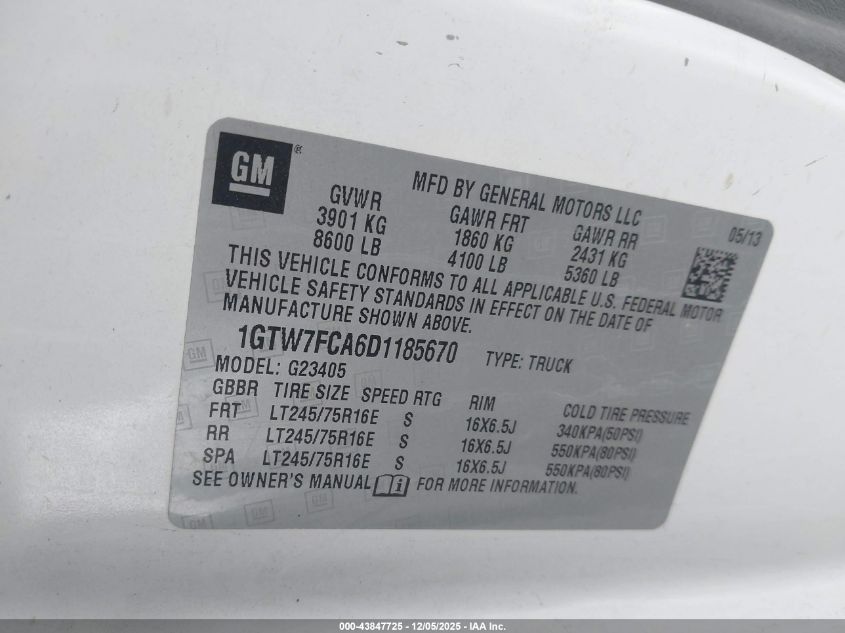 GM ®
MFD BY GENERAL MOTORS LLC
05/13
GVWR GAWR FRT GAWR RR
3901 KG 1860 KG 2431 KG
8600 LB 4100 LB 5360 LB
THIS VEHICLE CONFORMS TO ALL APPLICABLE U.S. FEDERAL MOTOR
VEHICLE SAFETY STANDARDS IN EFFECT ON THE DATE OF
MANUFACTURE SHOWN ABOVE.
1GTW7FCA6D1185670 TYPE: TRUCK
MODEL: G23405
GBBR TIRE SIZE SPEED RTG RIM COLD TIRE PRESSURE
FRT LT245/75R16E S 16X6.5J 340KPA(50PSI)
RR LT245/75R16E S 16X6.5J 550KPA(80PSI)
SPA LT245/75R16E S 16X6.5J 550KPA(80PSI)
SEE OWNER'S MANUAL i FOR MORE INFORMATION.
000-43847725 - 12/05/2025 - IAA Inc.